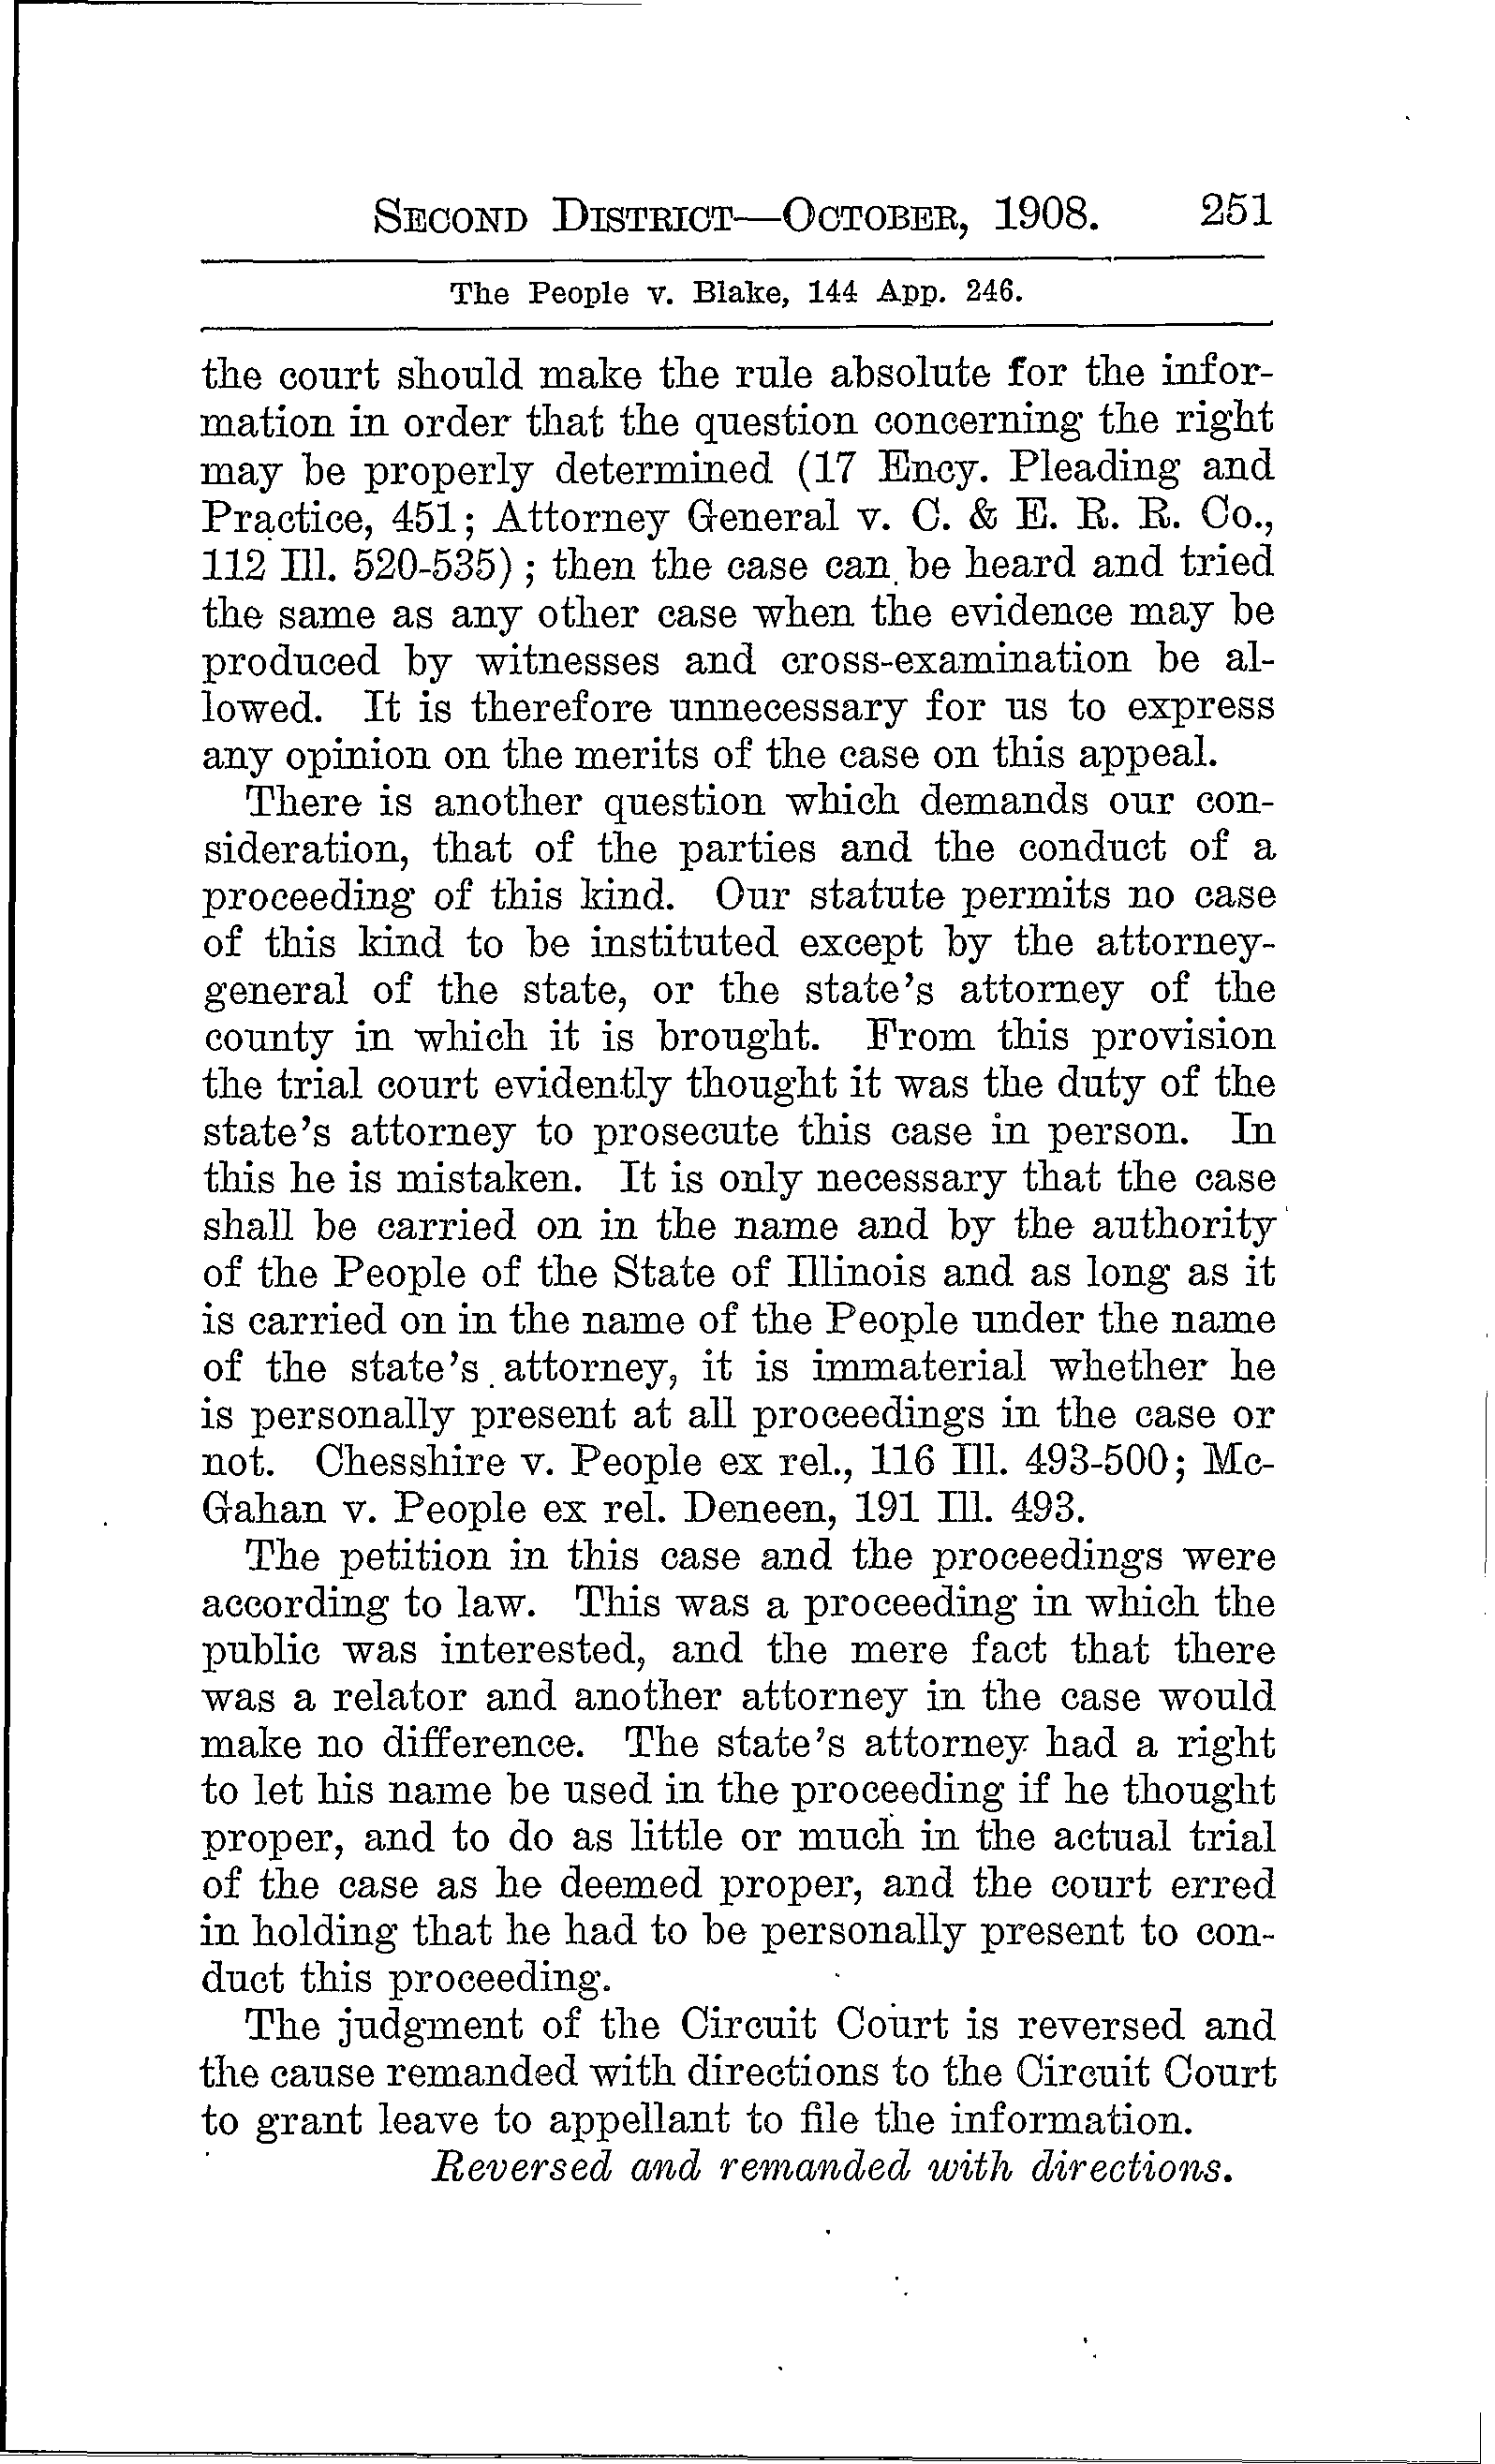 SECOND DISTRICT—OCTOBER, 1908. 251
The People v. Blake, 144 App. 246.
the court should make the rule absolute for the infor-
mation in order that the question concerning the right
may be properly determined (17 Ency. Pleading and
Practice, 451; Attorney General v. C. & E. R. R. Co.,
112 Ill. 520-535); then the case can be heard and tried
the same as any other case when the evidence may be
produced by witnesses and cross-examination be al-
lowed. It is therefore unnecessary for us to express
any opinion on the merits of the case on this appeal.
There is another question which demands our con-
sideration, that of the parties and the conduct of a
proceeding of this kind. Our statute permits no case
of this kind to be instituted except by the attorney-
general of the state, or the state's attorney of the
county in which it is brought. From this provision
the trial court evidently thought it was the duty of the
state's attorney to prosecute this case in person. In
this he is mistaken. It is only necessary that the case
shall be carried on in the name and by the authority
of the People of the State of Illinois and as long as it
is carried on in the name of the People under the name
of the state's attorney, it is immaterial whether he
is personally present at all proceedings in the case or
not. Chesshire v. People ex rel., 116 Ill. 493-500; Mc-
Gahan v. People ex rel. Deneen, 191 Ill. 493.
The petition in this case and the proceedings were
according to law. This was a proceeding in which the
public was interested, and the mere fact that there
was a relator and another attorney in the case would
make no difference. The state's attorney had a right
to let his name be used in the proceeding if he thought
proper, and to do as little or much in the actual trial
of the case as he deemed proper, and the court erred
in holding that he had to be personally present to con-
duct this proceeding.
The judgment of the Circuit Court is reversed and
the cause remanded with directions to the Circuit Court
to grant leave to appellant to file the information.
Reversed and remanded with directions.